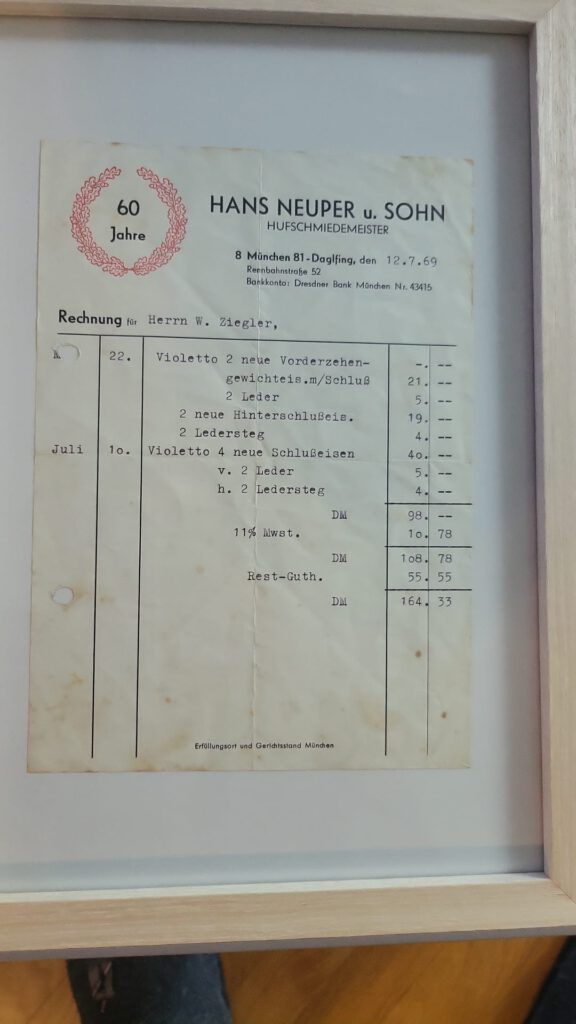 60
Jahre
HANS NEUPER u. SOHN
HUFSCHMIEDEMEISTER
8 München 81-Daglfing, den 12.7.69
Rennbahnstraße 52
Bankkonto: Dresdner Bank München Nr. 43415
Rechnung für Herrn W. Ziegler,
22. Violetto 2 neue Vorderzehen- -. --
gewichteis.m/Schluß 21. --
2 Leder 5. --
2 neue Hinterschlußeis. 19. --
2 Ledersteg 4. --
Juli 1o. Violetto 4 neue Schlußeisen 4o. --
v. 2 Leder 5. --
h. 2 Ledersteg 4. --
DM 98. --
11% Mwst. 1o. 78
DM 1o8. 78
Rest-Guth. 55. 55
DM 164. 33
Erfüllungsort und Gerichtsstand München